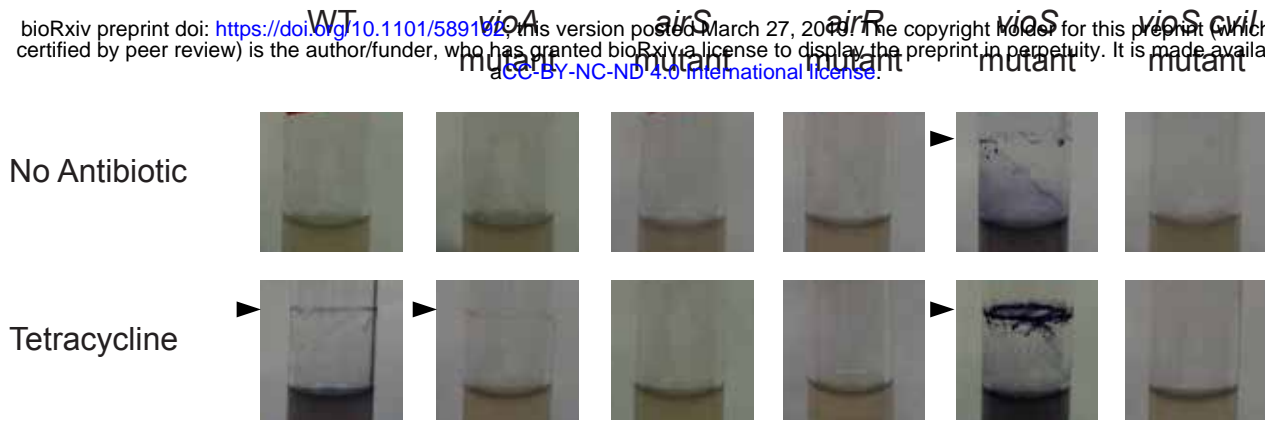 bioRxiv preprint doi: https://doi.org/10.1101/589192; this version posted March 27, 2019. The copyright holder for this preprint (which
certified by peer review) is the author/funder, who has granted bioRxiv a license to display the preprint in perpetuity. It is made availa
aCC-BY-NC-ND 4.0 International license.
WT vioA airS airR vioS vioS cviI
mutant mutant mutant mutant mutant
No Antibiotic
Tetracycline